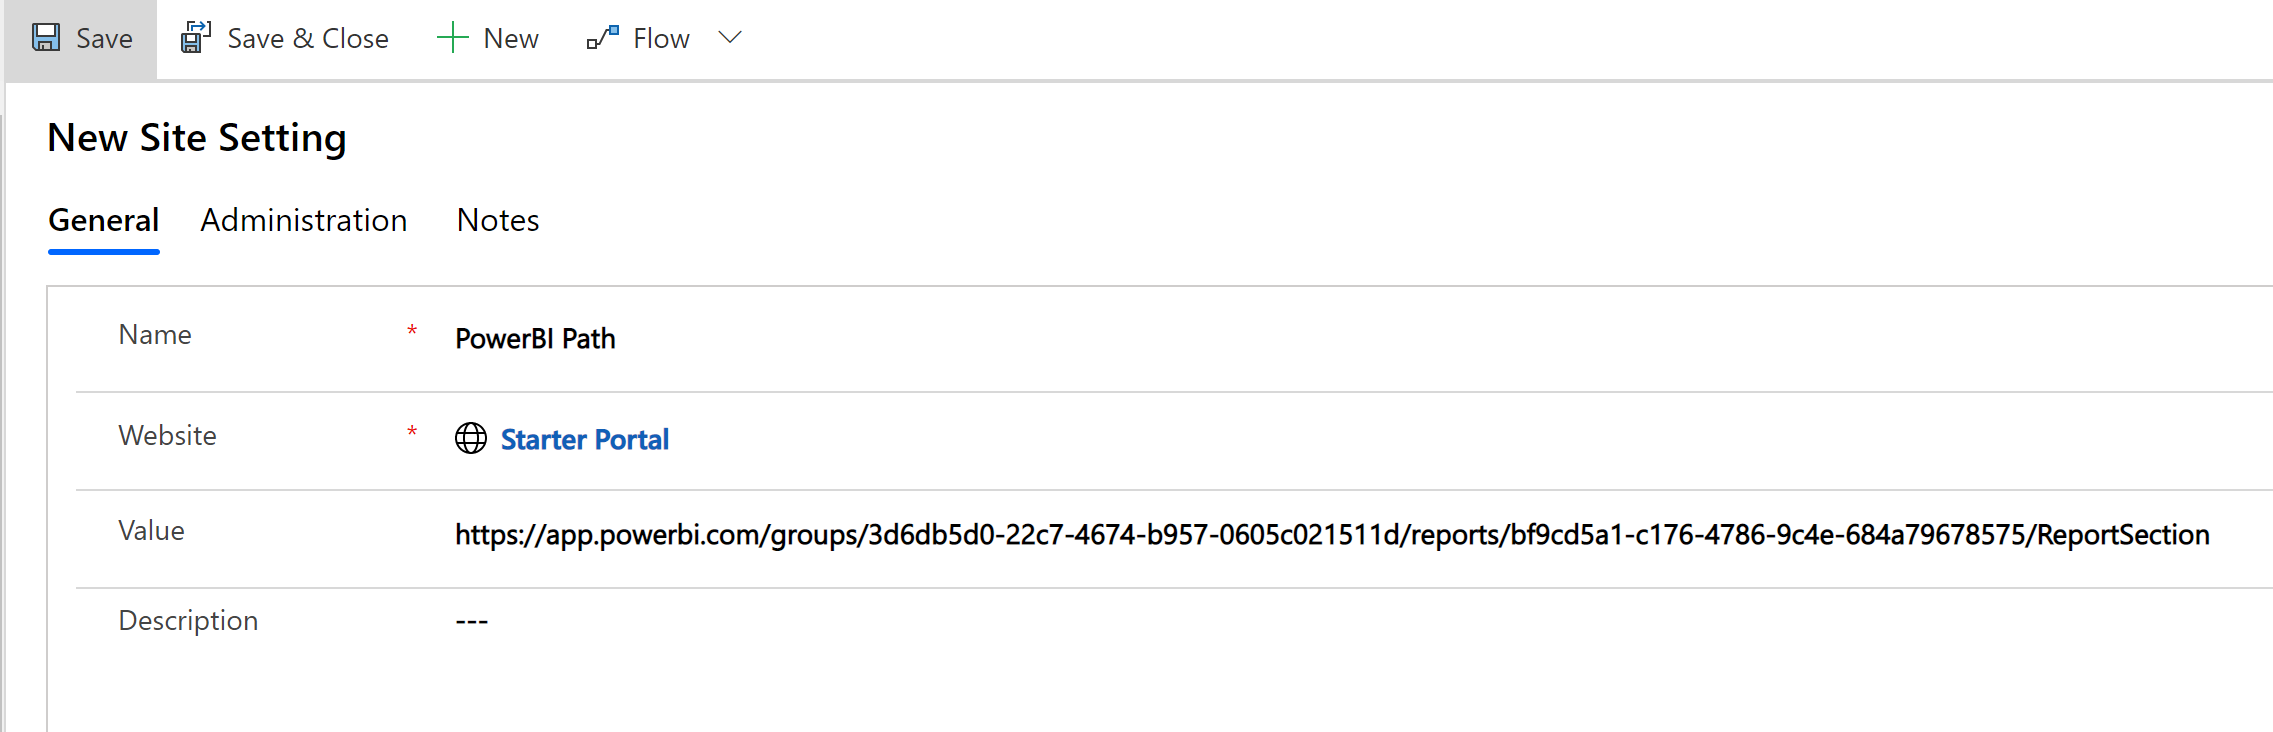 Save Save & Close New Flow
New Site Setting
General Administration Notes
Name * PowerBI Path
Website * Starter Portal
Value https://app.powerbi.com/groups/3d6db5d0-22c7-4674-b957-0605c021511d/reports/bf9cd5a1-c176-4786-9c4e-684a79678575/ReportSection
Description ---